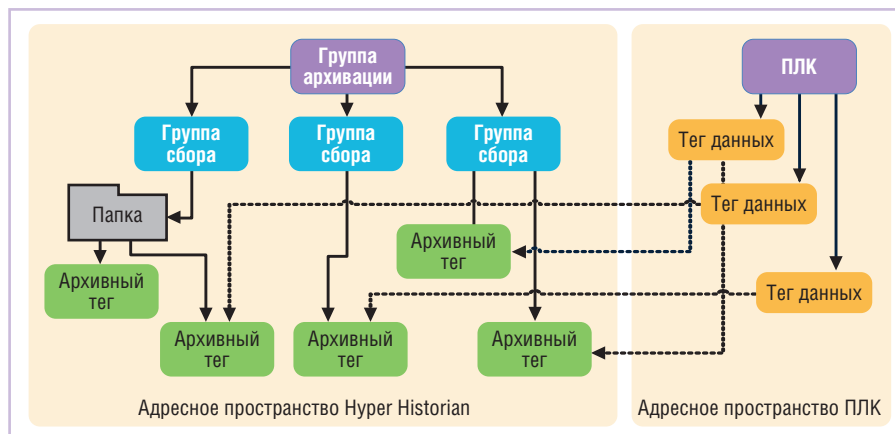 Группа
архивации
ПЛК
Группа
сбора
Группа
сбора
Группа
сбора
Тег данных
Папка
Тег данных
Архивный
тег
Архивный
тег
Тег данных
Архивный
тег
Архивный
тег
Архивный
тег
Адресное пространство Hyper Historian
Адресное пространство ПЛК